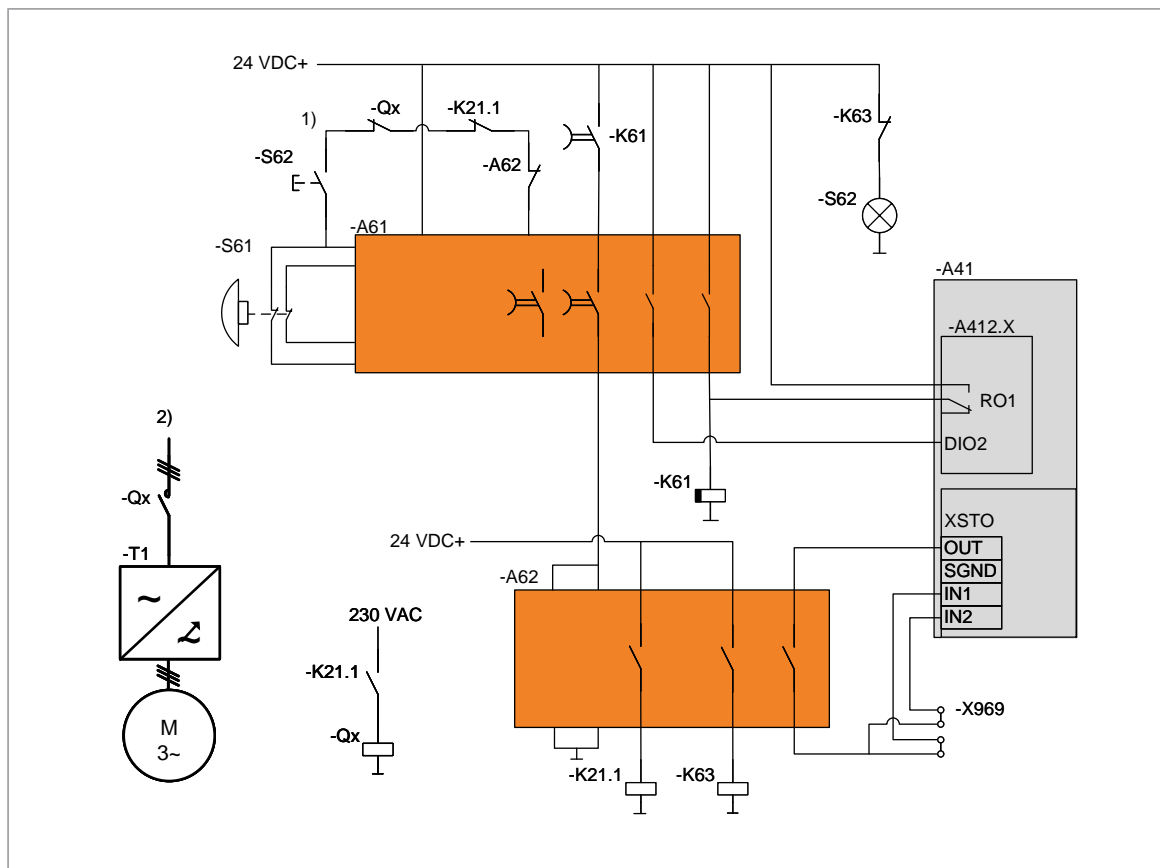 24 VDC+
-Qx
-K21.1
1)
-K61
-K63
-S62
-A62
-S62
-A61
-S61
-A41
-A412.X
RO1
2)
DIO2
-Qx
-K61
XSTO
24 VDC+
OUT
-T1
-A62
SGND
~
IN1
230 VAC
IN2
-K21.1
-X969
M
3~
-Qx
-K21.1
-K63